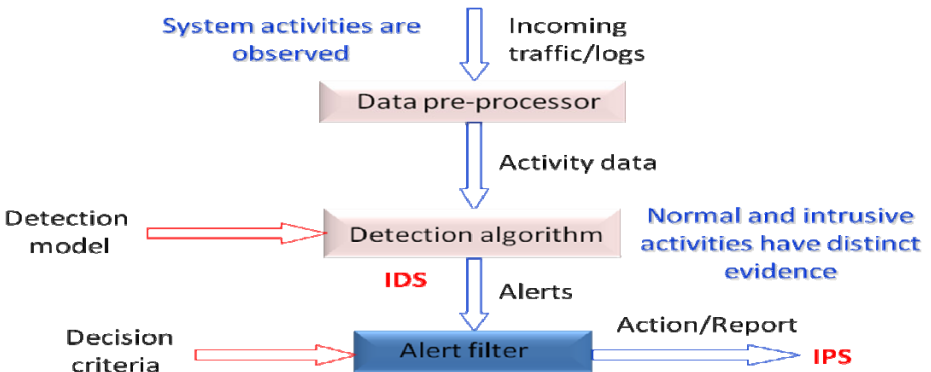 System activities are
observed
Incoming
traffic/logs
Data pre-processor
Activity data
Detection
model
Detection algorithm
Normal and intrusive
activities have distinct
evidence
IDS
Alerts
Decision
criteria
Alert filter
Action/Report
IPS